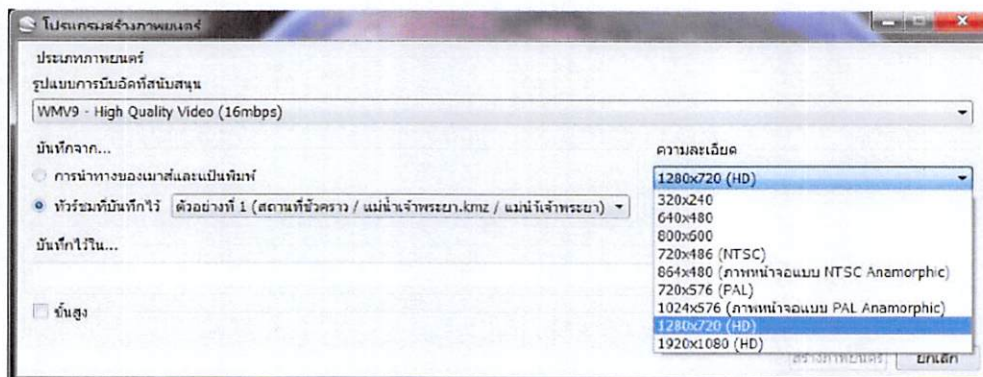 โปรแกรมสร้างภาพยนตร์
ประเภทภาพยนตร์
รูปแบบการบีบอัดที่สนับสนุน
WMV9 - High Quality Video (16mbps)
บันทึกจาก...
การนำทางของเมาส์และแป้นพิมพ์
ทัวร์ชมที่บันทึกไว้ ตัวอย่างที่ 1 (สถานที่ชั่วคราว / แม่น้ำเจ้าพระยา.kmz / แม่น้ำเจ้าพระยา)
บันทึกไว้ใน...
ขั้นสูง
ความละเอียด
1280x720 (HD)
320x240
640x480
800x600
720x486 (NTSC)
864x480 (ภาพหน้าจอแบบ NTSC Anamorphic)
720x576 (PAL)
1024x576 (ภาพหน้าจอแบบ PAL Anamorphic)
1280x720 (HD)
1920x1080 (HD)
สร้างภาพยนตร์ ยกเลิก